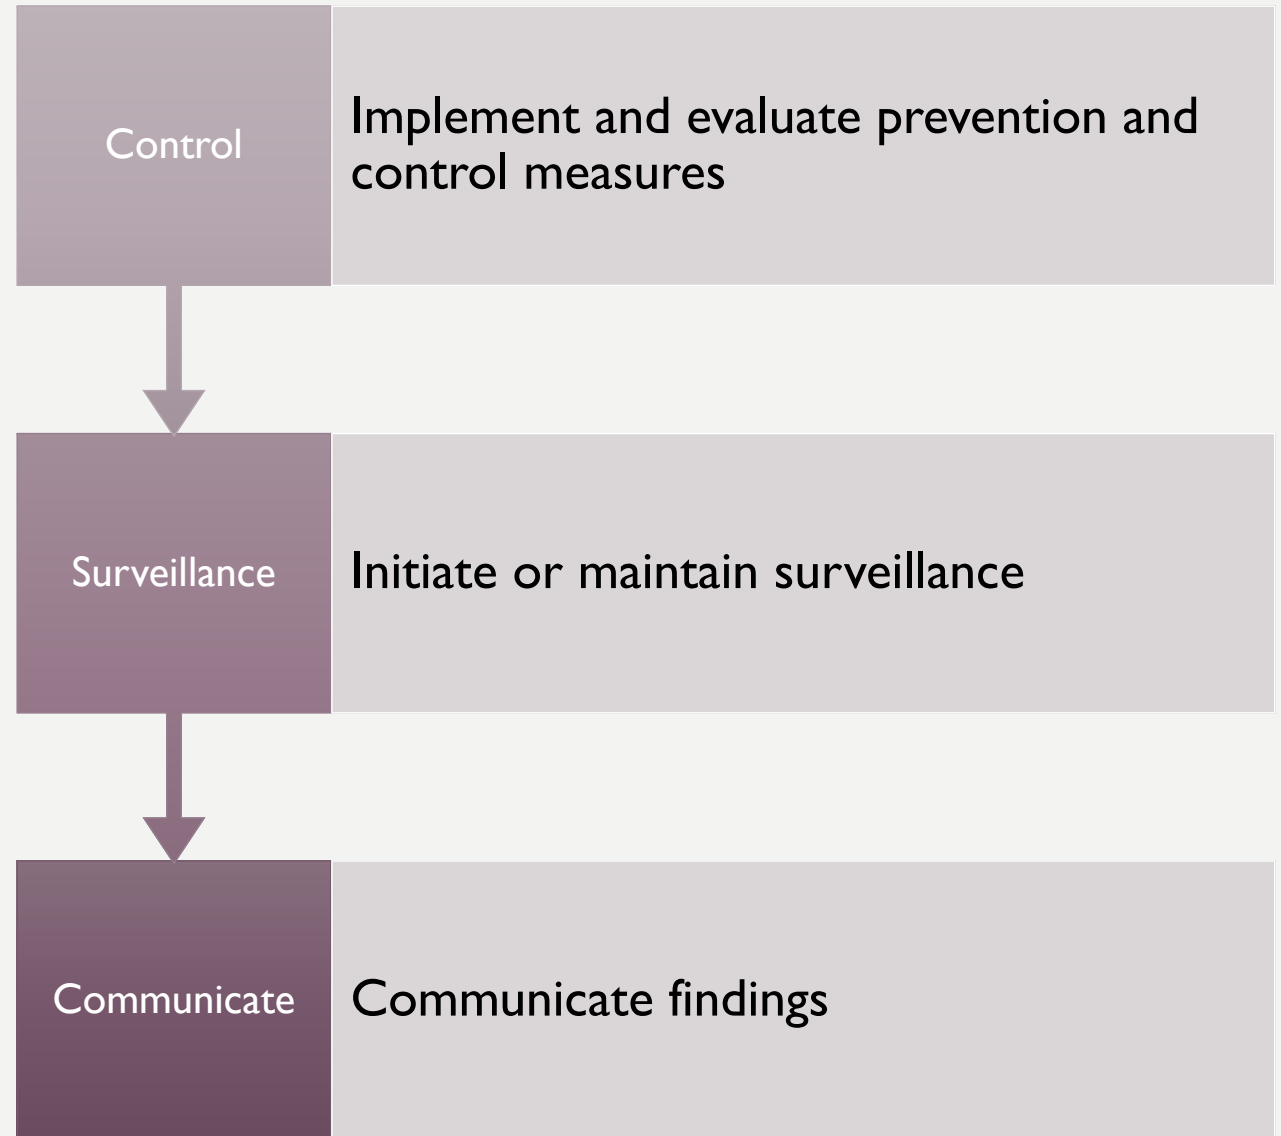 Control
Implement and evaluate prevention and
control measures
Surveillance
Initiate or maintain surveillance
Communicate
Communicate findings